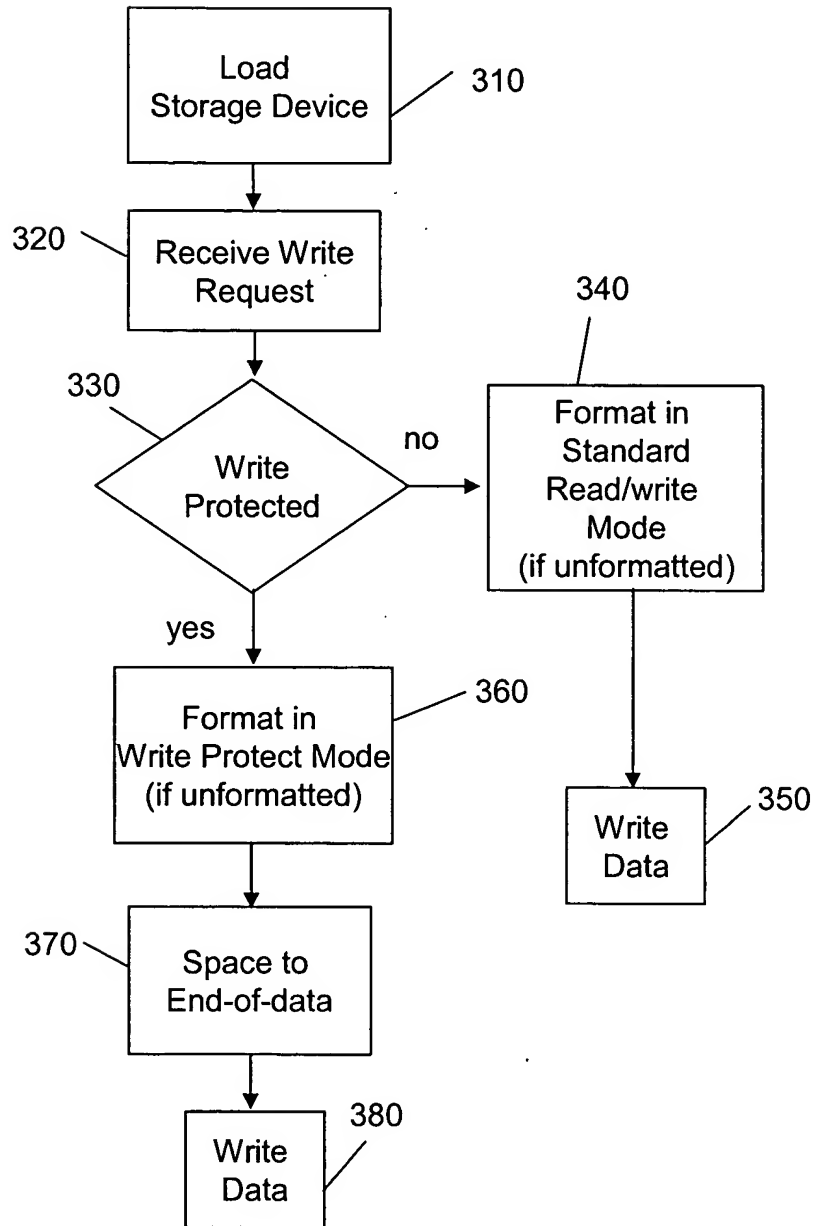 Load
Storage Device
310
320
Receive Write
Request
330
Write
Protected
no
340
Format in
Standard
Read/write
Mode
(if unformatted)
yes
360
Format in
Write Protect Mode
(if unformatted)
350
Write
Data
370
Space to
End-of-data
380
Write
Data